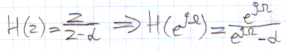 H(z) = z/(z-α) ⟹ H(e^{jΩ}) = e^{jΩ}/(e^{jΩ}-α)